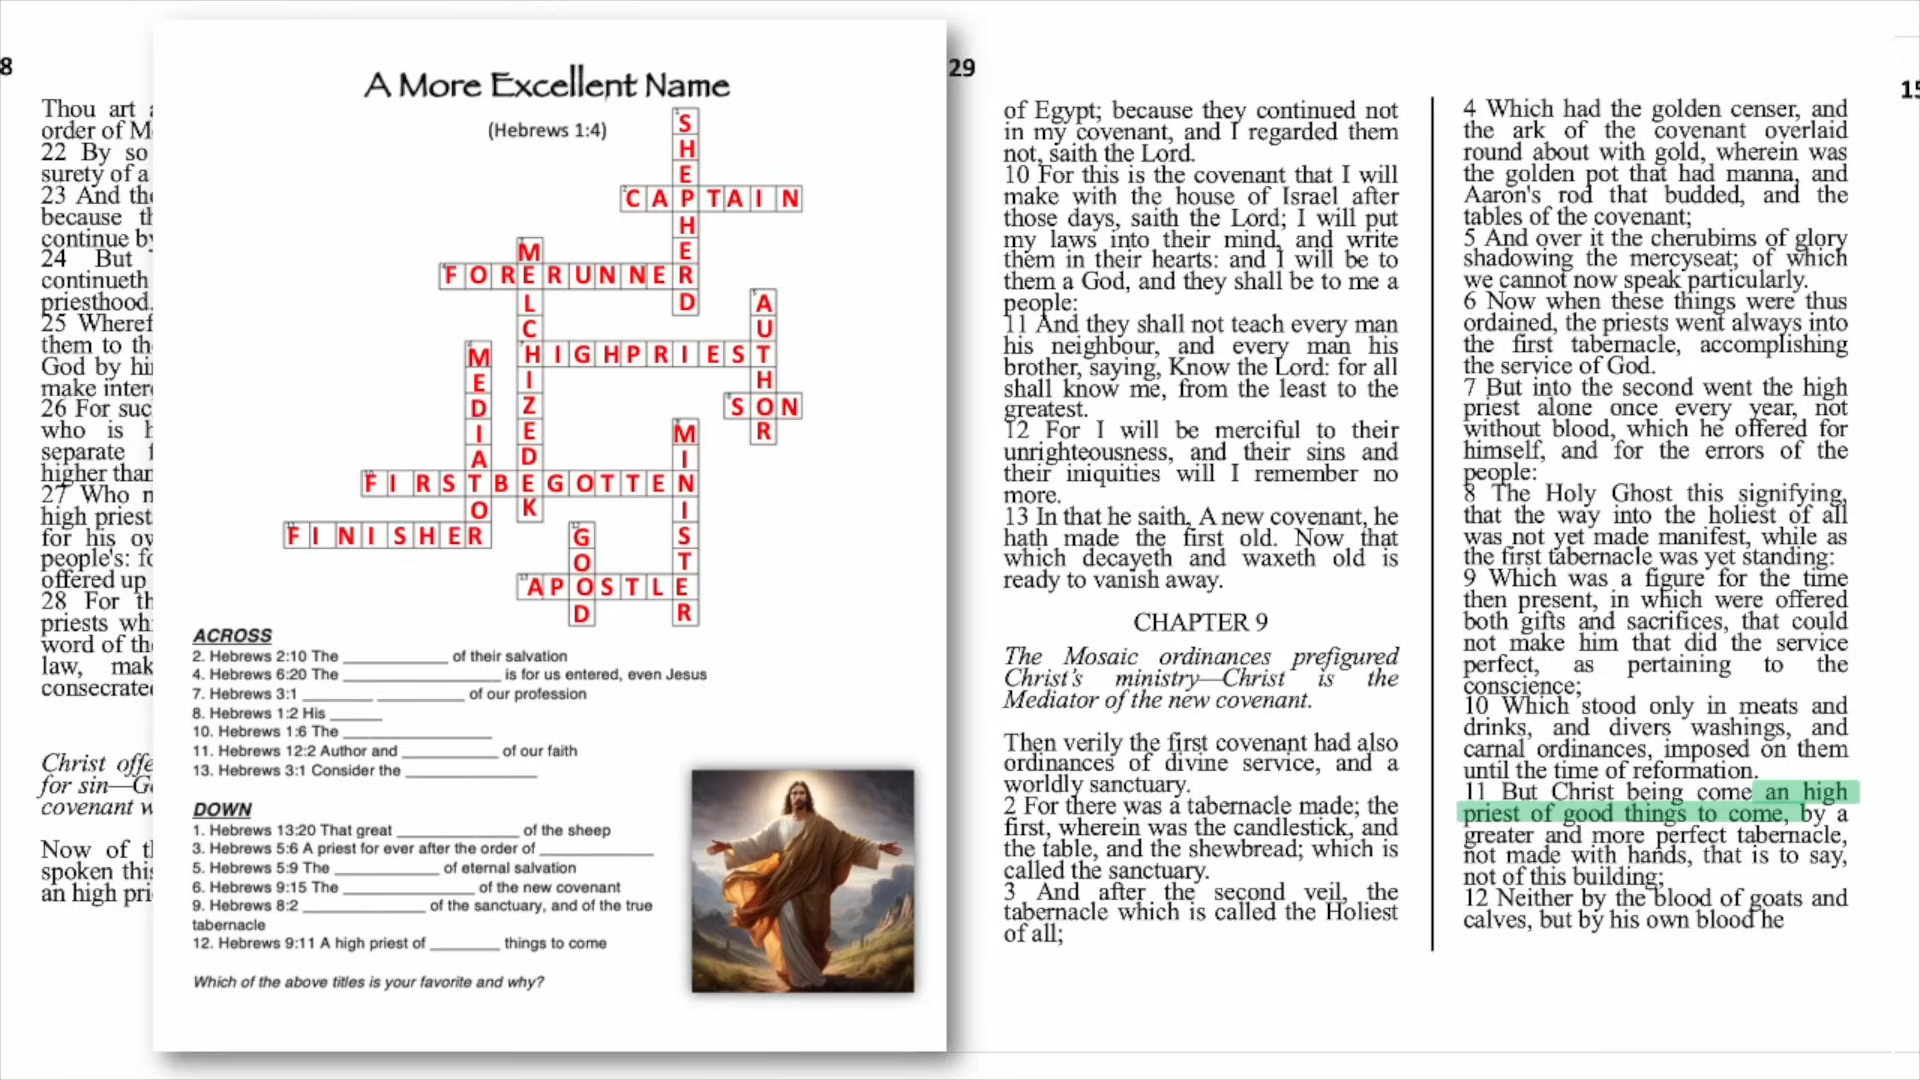 8
Thou art
order of M
22 By so
surety of a
23 And the
because th
continue by
24 But
continueth
priesthood.
25 Wheref
them to th
God by hi
make inter
26 For suc
who is h
separate
higher than
27 Who n
high priest
for his ov
people's: fo
offered up
28 For th
priests wh
word of th
law, mak
consecrate
Christ offe
for sin—G
covenant w
Now of t
spoken this
an high pri
A More Excellent Name
(Hebrews 1:4)
SHEPHERD
CAPTAIN
MELCHIZEDEK
FORERUNNER
AUTHOR
MEDIATOR
HIGHPRIEST
SON
MINISTER
FIRSTBEGOTTEN
FINISHER
GOOD
APOSTLE
ACROSS
2. Hebrews 2:10 The ____________ of their salvation
4. Hebrews 6:20 The __________________ is for us entered, even Jesus
7. Hebrews 3:1 ________ __________ of our profession
8. Hebrews 1:2 His ______
10. Hebrews 1:6 The _________________
11. Hebrews 12:2 Author and ___________ of our faith
13. Hebrews 3:1 Consider the _______________
DOWN
1. Hebrews 13:20 That great ______________ of the sheep
3. Hebrews 5:6 A priest for ever after the order of _____________
5. Hebrews 5:9 The ____________ of eternal salvation
6. Hebrews 9:15 The _______________ of the new covenant
9. Hebrews 8:2 ______________ of the sanctuary, and of the true
tabernacle
12. Hebrews 9:11 A high priest of ________ things to come
Which of the above titles is your favorite and why?
29
of Egypt; because they continued not
in my covenant, and I regarded them
not, saith the Lord.
10 For this is the covenant that I will
make with the house of Israel after
those days, saith the Lord; I will put
my laws into their mind, and write
them in their hearts: and I will be to
them a God, and they shall be to me a
people:
11 And they shall not teach every man
his neighbour, and every man his
brother, saying, Know the Lord: for all
shall know me, from the least to the
greatest.
12 For I will be merciful to their
unrighteousness, and their sins and
their iniquities will I remember no
more.
13 In that he saith, A new covenant, he
hath made the first old. Now that
which decayeth and waxeth old is
ready to vanish away.
CHAPTER 9
The Mosaic ordinances prefigured
Christ's ministry—Christ is the
Mediator of the new covenant.
Then verily the first covenant had also
ordinances of divine service, and a
worldly sanctuary.
2 For there was a tabernacle made; the
first, wherein was the candlestick, and
the table, and the shewbread; which is
called the sanctuary.
3 And after the second veil, the
tabernacle which is called the Holiest
of all;
15
4 Which had the golden censer, and
the ark of the covenant overlaid
round about with gold, wherein was
the golden pot that had manna, and
Aaron's rod that budded, and the
tables of the covenant;
5 And over it the cherubims of glory
shadowing the mercyseat; of which
we cannot now speak particularly.
6 Now when these things were thus
ordained, the priests went always into
the first tabernacle, accomplishing
the service of God.
7 But into the second went the high
priest alone once every year, not
without blood, which he offered for
himself, and for the errors of the
people:
8 The Holy Ghost this signifying,
that the way into the holiest of all
was not yet made manifest, while as
the first tabernacle was yet standing:
9 Which was a figure for the time
then present, in which were offered
both gifts and sacrifices, that could
not make him that did the service
perfect, as pertaining to the
conscience;
10 Which stood only in meats and
drinks, and divers washings, and
carnal ordinances, imposed on them
until the time of reformation.
11 But Christ being come an high
priest of good things to come, by a
greater and more perfect tabernacle,
not made with hands, that is to say,
not of this building;
12 Neither by the blood of goats and
calves, but by his own blood he